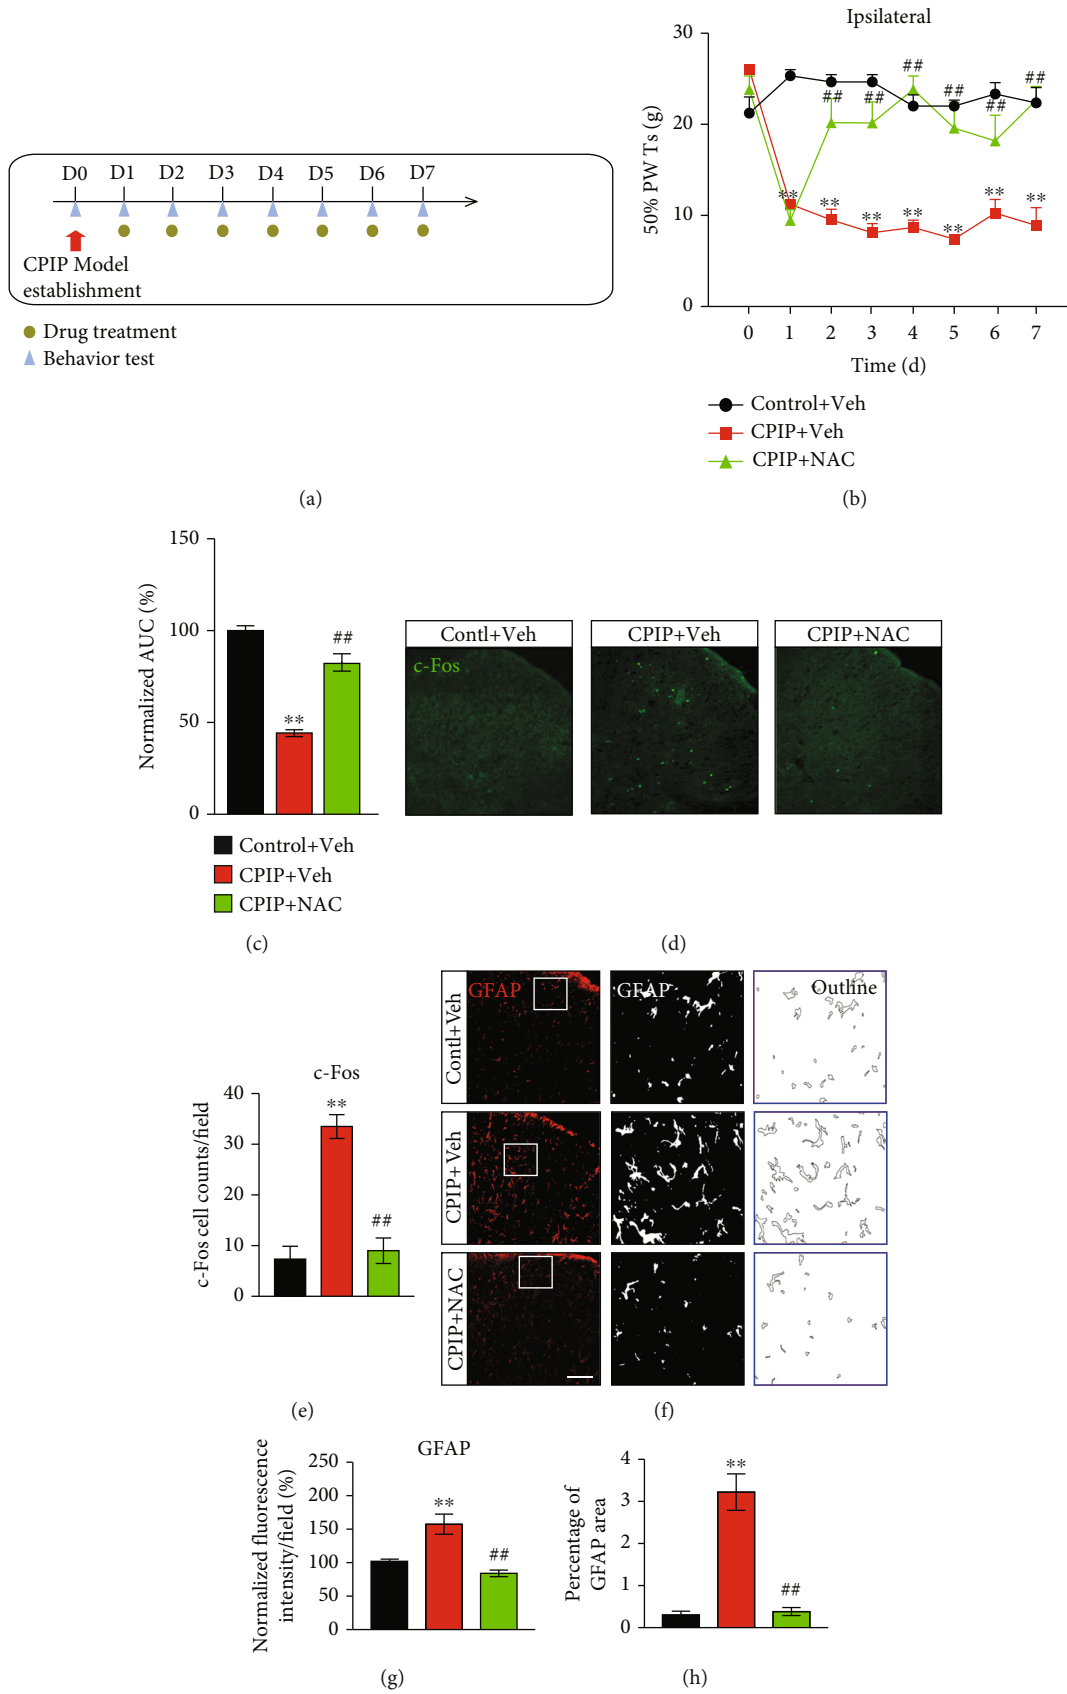 D0 D1 D2 D3 D4 D5 D6 D7
CPIP Model
establishment
Drug treatment
Behavior test
(a)
Ipsilateral
50% PW Ts (g)
30
20
10
0
## ## ## ## ## ##
** ** ** ** ** ** **
0 1 2 3 4 5 6 7
Time (d)
Control+Veh
CPIP+Veh
CPIP+NAC
(b)
Normalized AUC (%)
150
100
50
0
**
##
Control+Veh
CPIP+Veh
CPIP+NAC
(c)
Contl+Veh
CPIP+Veh
CPIP+NAC
c-Fos
(d)
c-Fos
c-Fos cell counts/field
40
30
20
10
0
**
##
(e)
Contl+Veh
GFAP
GFAP
Outline
CPIP+Veh
CPIP+NAC
(f)
GFAP
Normalized fluorescence
intensity/field (%)
250
200
150
100
50
0
**
##
(g)
Percentage of
GFAP area
4
3
2
1
0
**
##
(h)